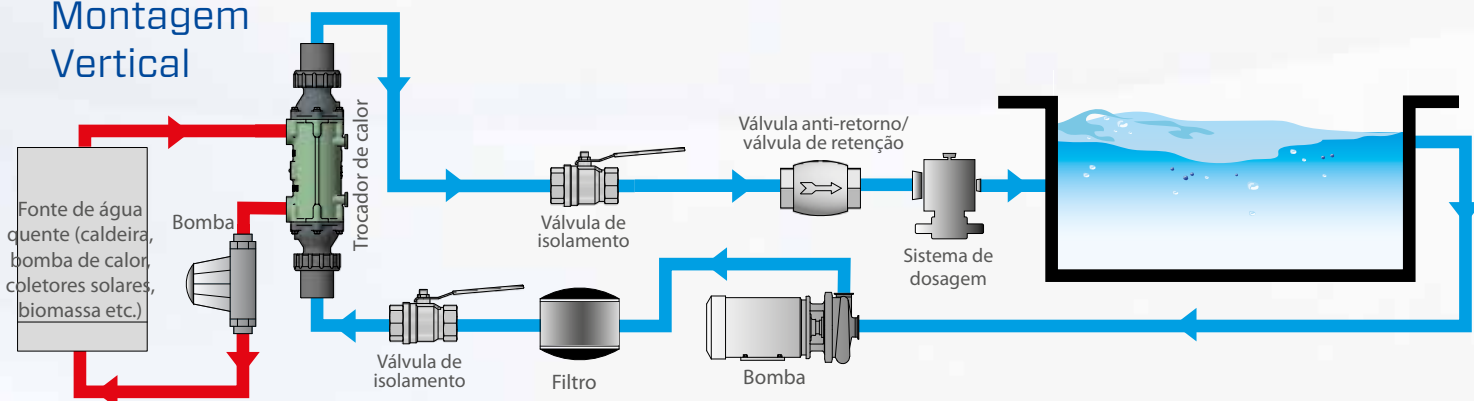 Montagem
Vertical
Trocador de calor
Fonte de água
quente (caldeira,
bomba de calor,
coletores solares,
biomassa etc.)
Bomba
Válvula de
isolamento
Válvula anti-retorno/
válvula de retenção
Sistema de
dosagem
Válvula de
isolamento
Filtro
Bomba